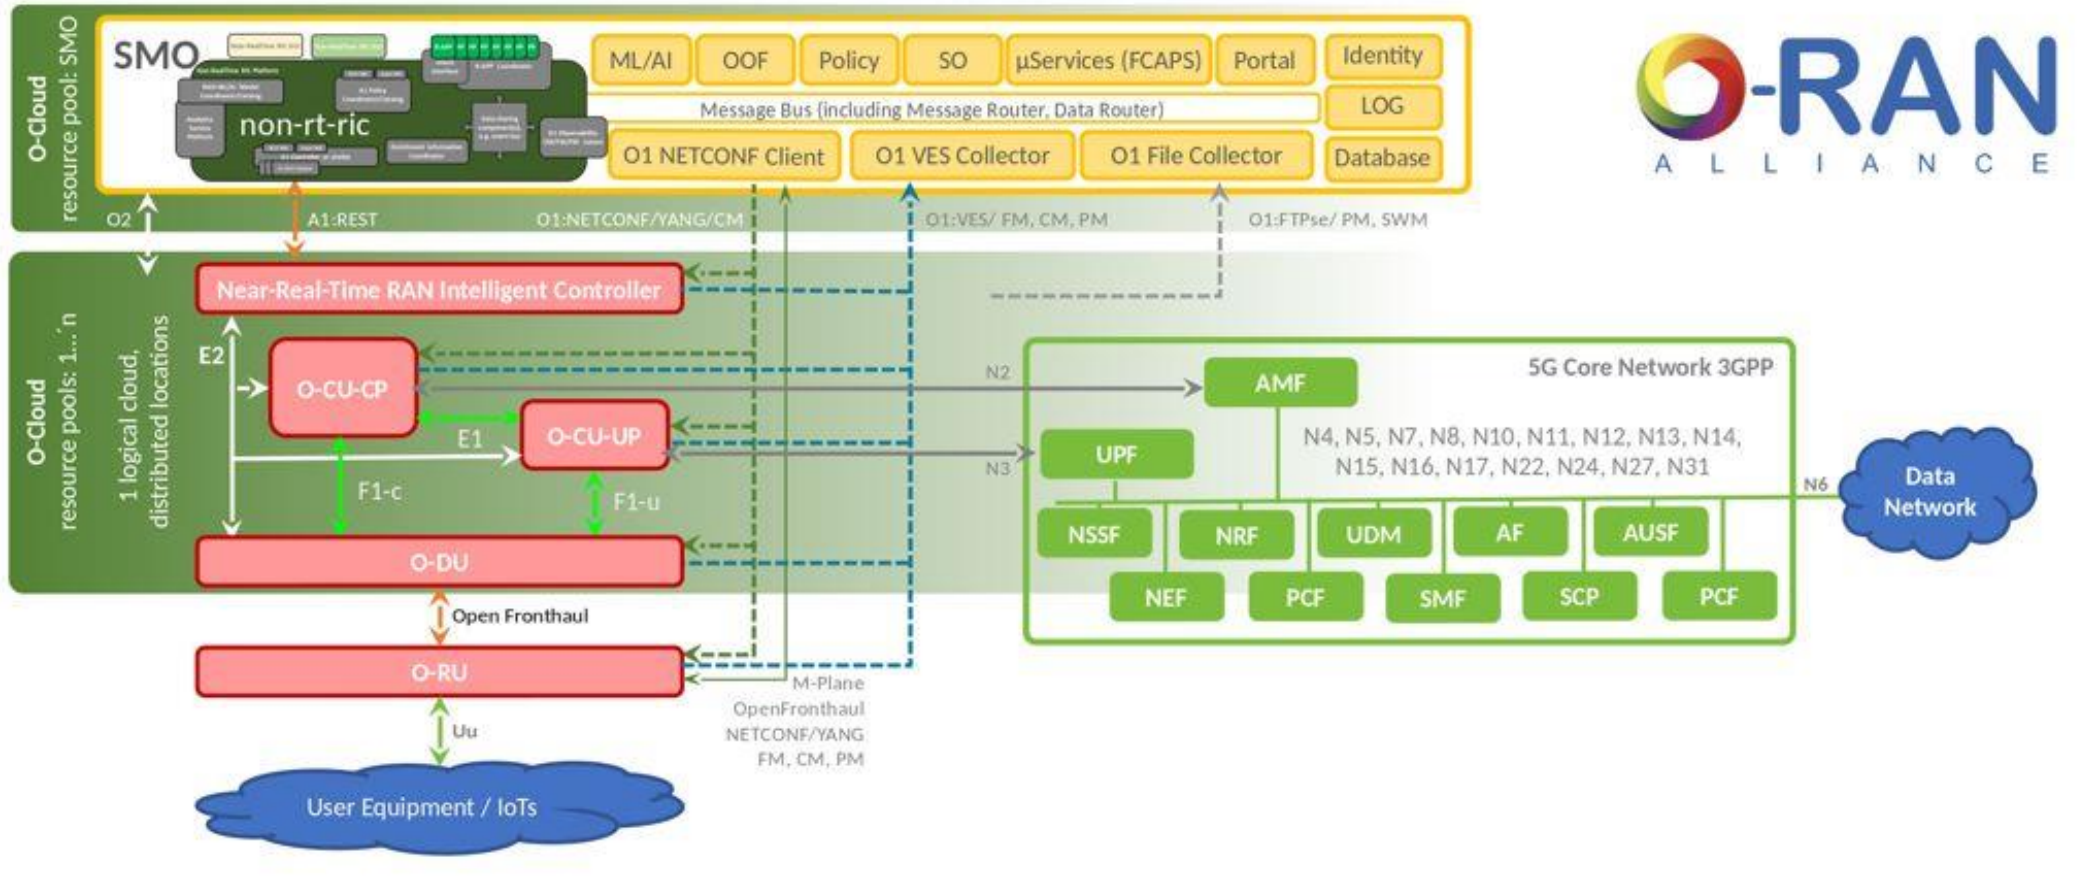 O-Cloud
resource pool: SMO
SMO
non-rt-ric
ML/AI
OOF
Policy
SO
µServices (FCAPS)
Portal
Identity
Message Bus (including Message Router, Data Router)
LOG
O1 NETCONF Client
O1 VES Collector
O1 File Collector
Database
O-RAN
ALLIANCE
O2
A1:REST
O1:NETCONF/YANG/CM
O1:VES/ FM, CM, PM
O1:FTPse/ PM, SWM
O-Cloud
resource pools: 1…´n
1 logical cloud,
distributed locations
Near-Real-Time RAN Intelligent Controller
E2
O-CU-CP
E1
O-CU-UP
F1-c
F1-u
O-DU
N2
N3
5G Core Network 3GPP
AMF
UPF
N4, N5, N7, N8, N10, N11, N12, N13, N14,
N15, N16, N17, N22, N24, N27, N31
N6
Data
Network
NSSF
NRF
UDM
AF
AUSF
NEF
PCF
SMF
SCP
PCF
Open Fronthaul
O-RU
M-Plane
OpenFronthaul
NETCONF/YANG
FM, CM, PM
Uu
User Equipment / IoTs